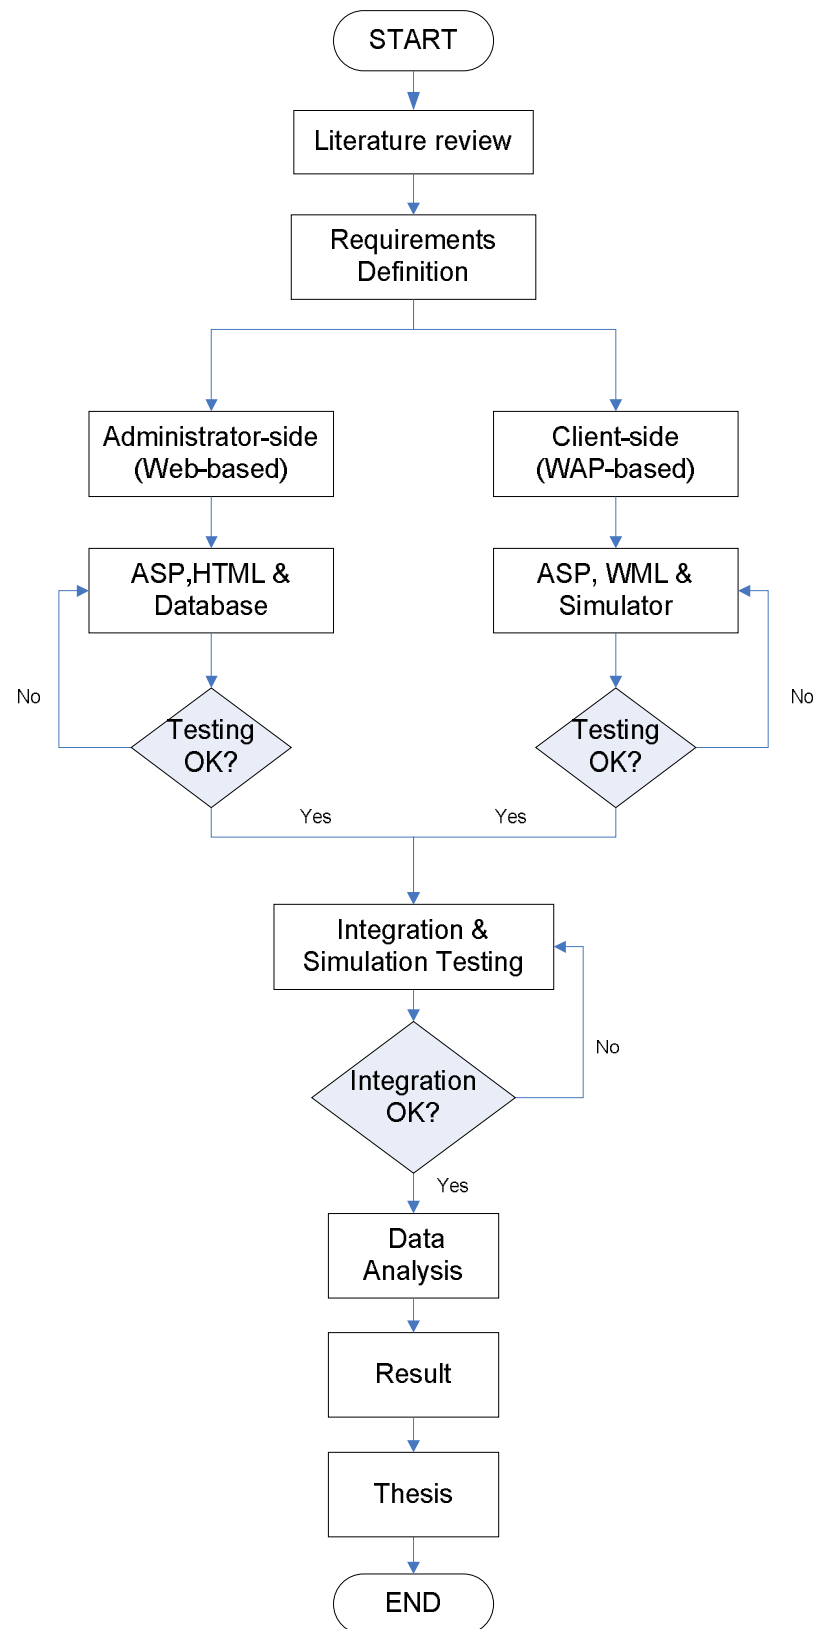 START
Literature review
Requirements
Definition
Administrator-side
(Web-based)
Client-side
(WAP-based)
ASP,HTML &
Database
ASP, WML &
Simulator
No
No
Testing
OK?
Testing
OK?
Yes
Yes
Integration &
Simulation Testing
No
Integration
OK?
Yes
Data
Analysis
Result
Thesis
END